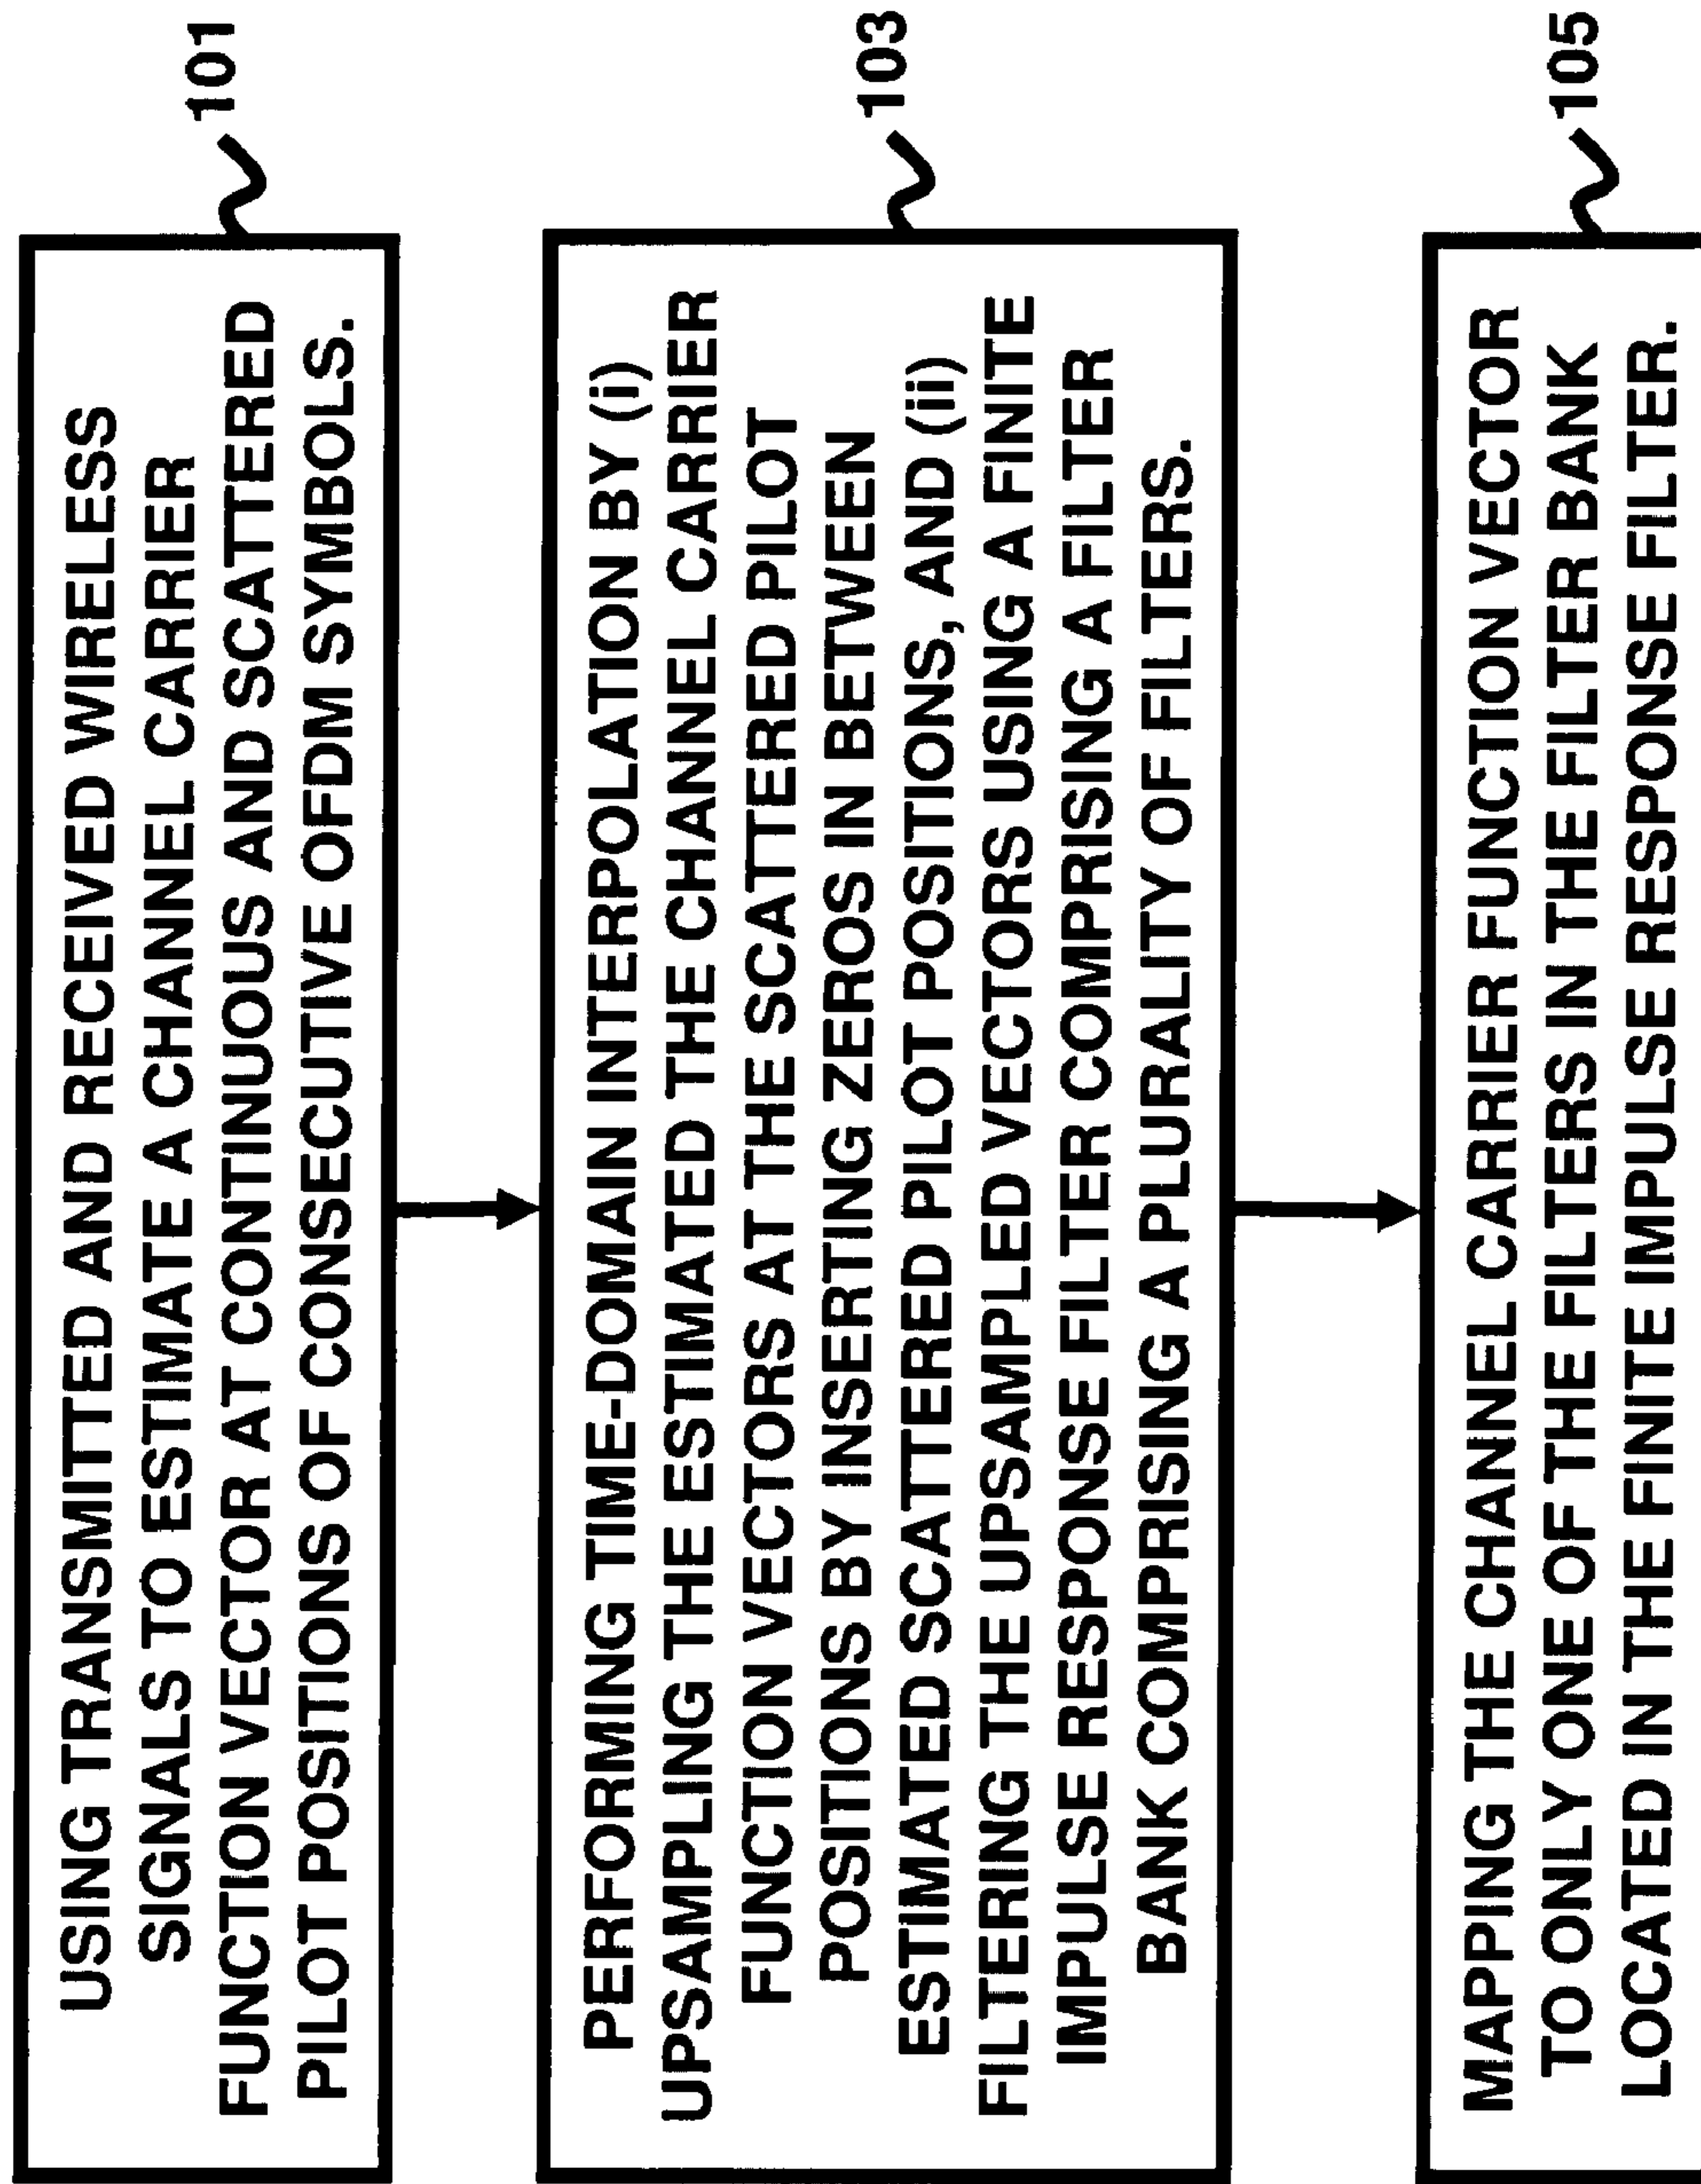 USING TRANSMITTED AND RECEIVED WIRELESS
SIGNALS TO ESTIMATE A CHANNEL CARRIER
FUNCTION VECTOR AT CONTINUOUS AND SCATTERED
PILOT POSITIONS OF CONSECUTIVE OFDM SYMBOLS.
101
PERFORMING TIME-DOMAIN INTERPOLATION BY (i)
UPSAMPLING THE ESTIMATED THE CHANNEL CARRIER
FUNCTION VECTORS AT THE SCATTERED PILOT
POSITIONS BY INSERTING ZEROS IN BETWEEN
ESTIMATED SCATTERED PILOT POSITIONS, AND (ii)
FILTERING THE UPSAMPLED VECTORS USING A FINITE
IMPULSE RESPONSE FILTER COMPRISING A FILTER
BANK COMPRISING A PLURALITY OF FILTERS.
103
MAPPING THE CHANNEL CARRIER FUNCTION VECTOR
TO ONLY ONE OF THE FILTERS IN THE FILTER BANK
LOCATED IN THE FINITE IMPULSE RESPONSE FILTER.
105